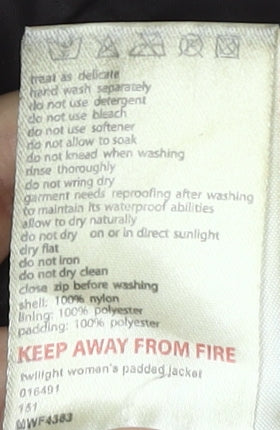 treat as delicate
hand wash separately
do not use detergent
do not use bleach
do not use softener
do not allow to soak
do not knead when washing
rinse thoroughly
do not wring dry
garment needs reproofing after washing
to maintain its waterproof abilities
allow to dry naturally
do not dry on or in direct sunlight
dry flat
do not iron
do not dry clean
close zip before washing
shell: 100% nylon
lining: 100% polyester
padding: 100% polyester
KEEP AWAY FROM FIRE
twilight women's padded jacket
016491
151